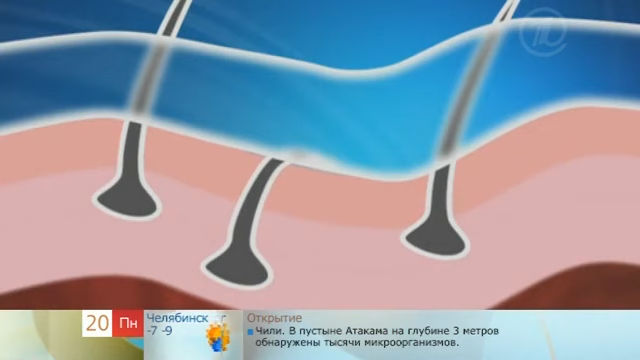 20 Пн
Челябинск
-7 -9
Открытие
Чили. В пустыне Атакама на глубине 3 метров
обнаружены тысячи микроорганизмов.